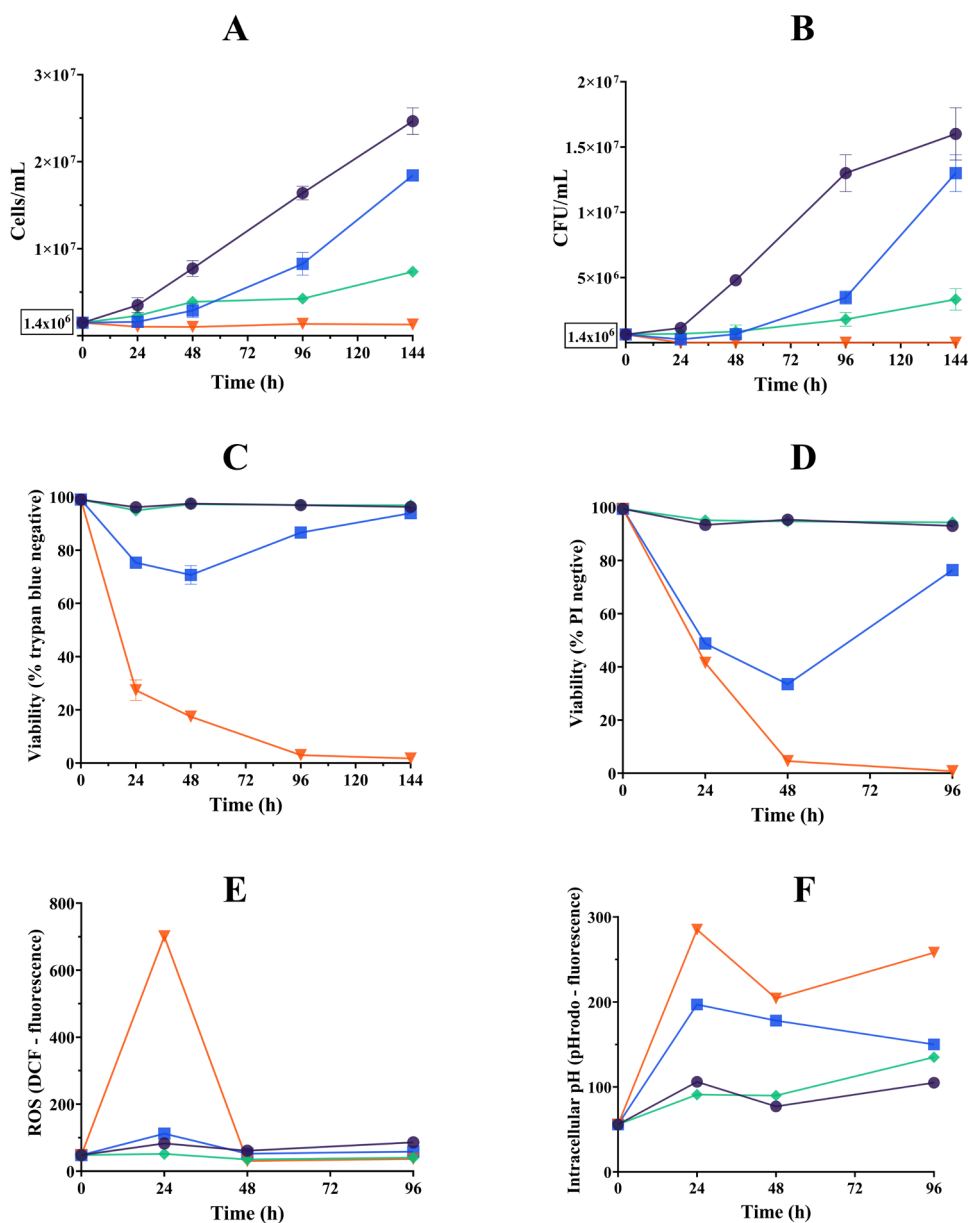 A
Cells/mL
3×10⁷
2×10⁷
1×10⁷
1.4x10⁶
0 24 48 72 96 120 144
Time (h)
B
CFU/mL
2×10⁷
1.5×10⁷
1×10⁷
5×10⁶
1.4x10⁶
0 24 48 72 96 120 144
Time (h)
C
Viability (% trypan blue negative)
100
80
60
40
20
0
0 24 48 72 96 120 144
Time (h)
D
Viability (% PI negtive)
100
80
60
40
20
0
0 24 48 72 96
Time (h)
E
ROS (DCF - fluorescence)
800
600
400
200
0
0 24 48 72 96
Time (h)
F
Intracellular pH (pHrodo - fluorescence)
300
200
100
0
0 24 48 72 96
Time (h)